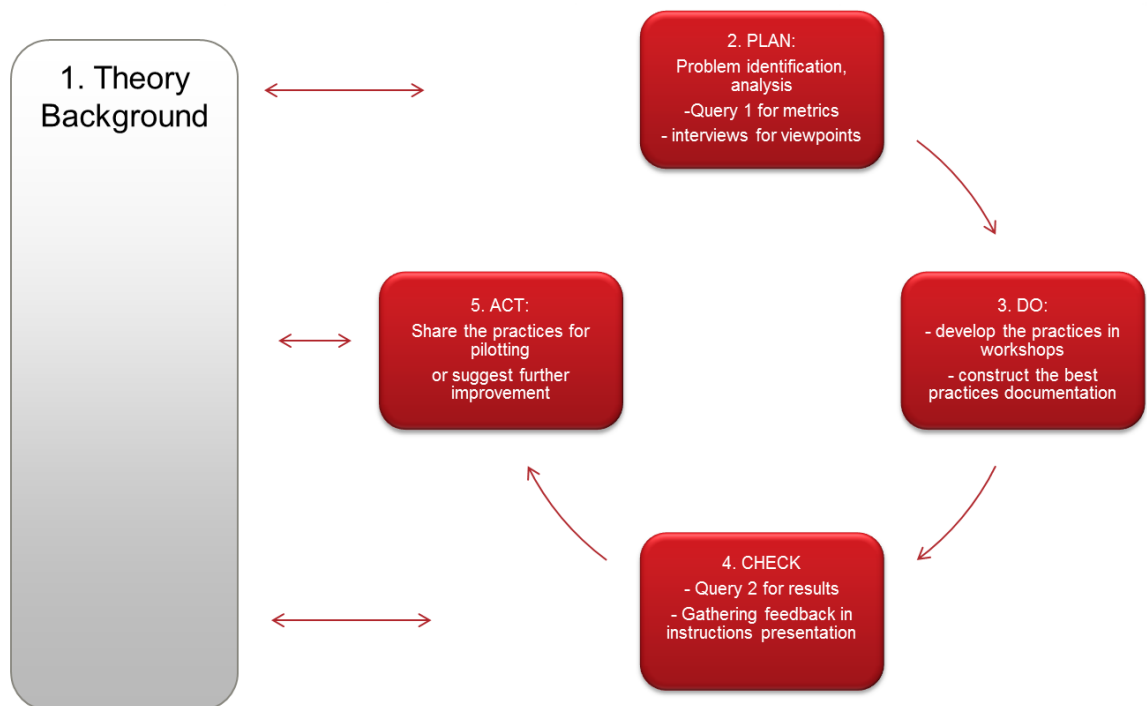 1. Theory
Background
2. PLAN:
Problem identification,
analysis
-Query 1 for metrics
- interviews for viewpoints
3. DO:
- develop the practices in
workshops
- construct the best
practices documentation
4. CHECK
- Query 2 for results
- Gathering feedback in
instructions presentation
5. ACT:
Share the practices for
pilotting
or suggest further
improvement